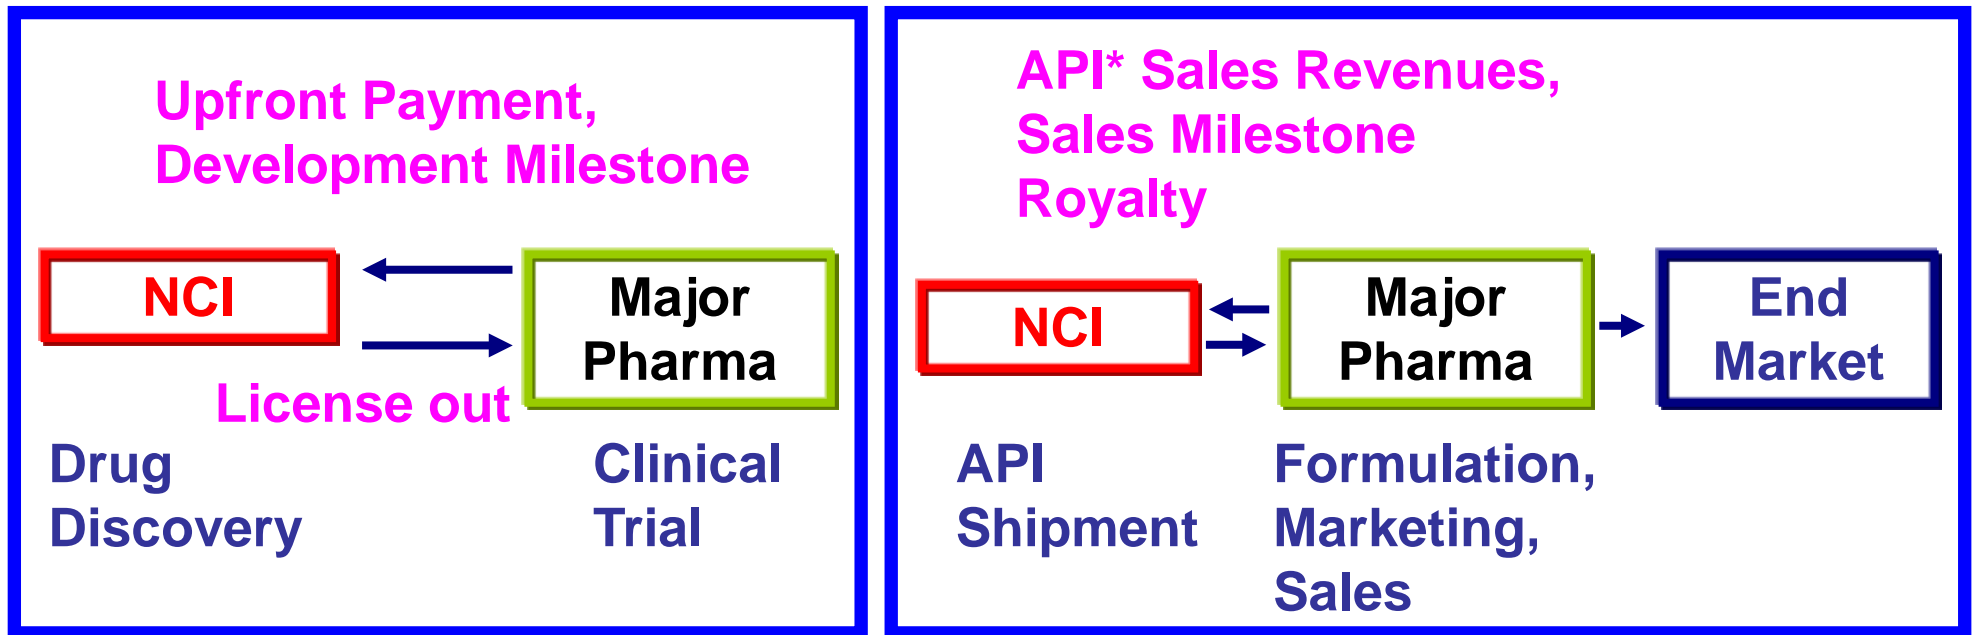 Upfront Payment,
Development Milestone
NCI
Major
Pharma
License out
Drug
Discovery
Clinical
Trial
API* Sales Revenues,
Sales Milestone
Royalty
NCI
Major
Pharma
End
Market
API
Shipment
Formulation,
Marketing,
Sales